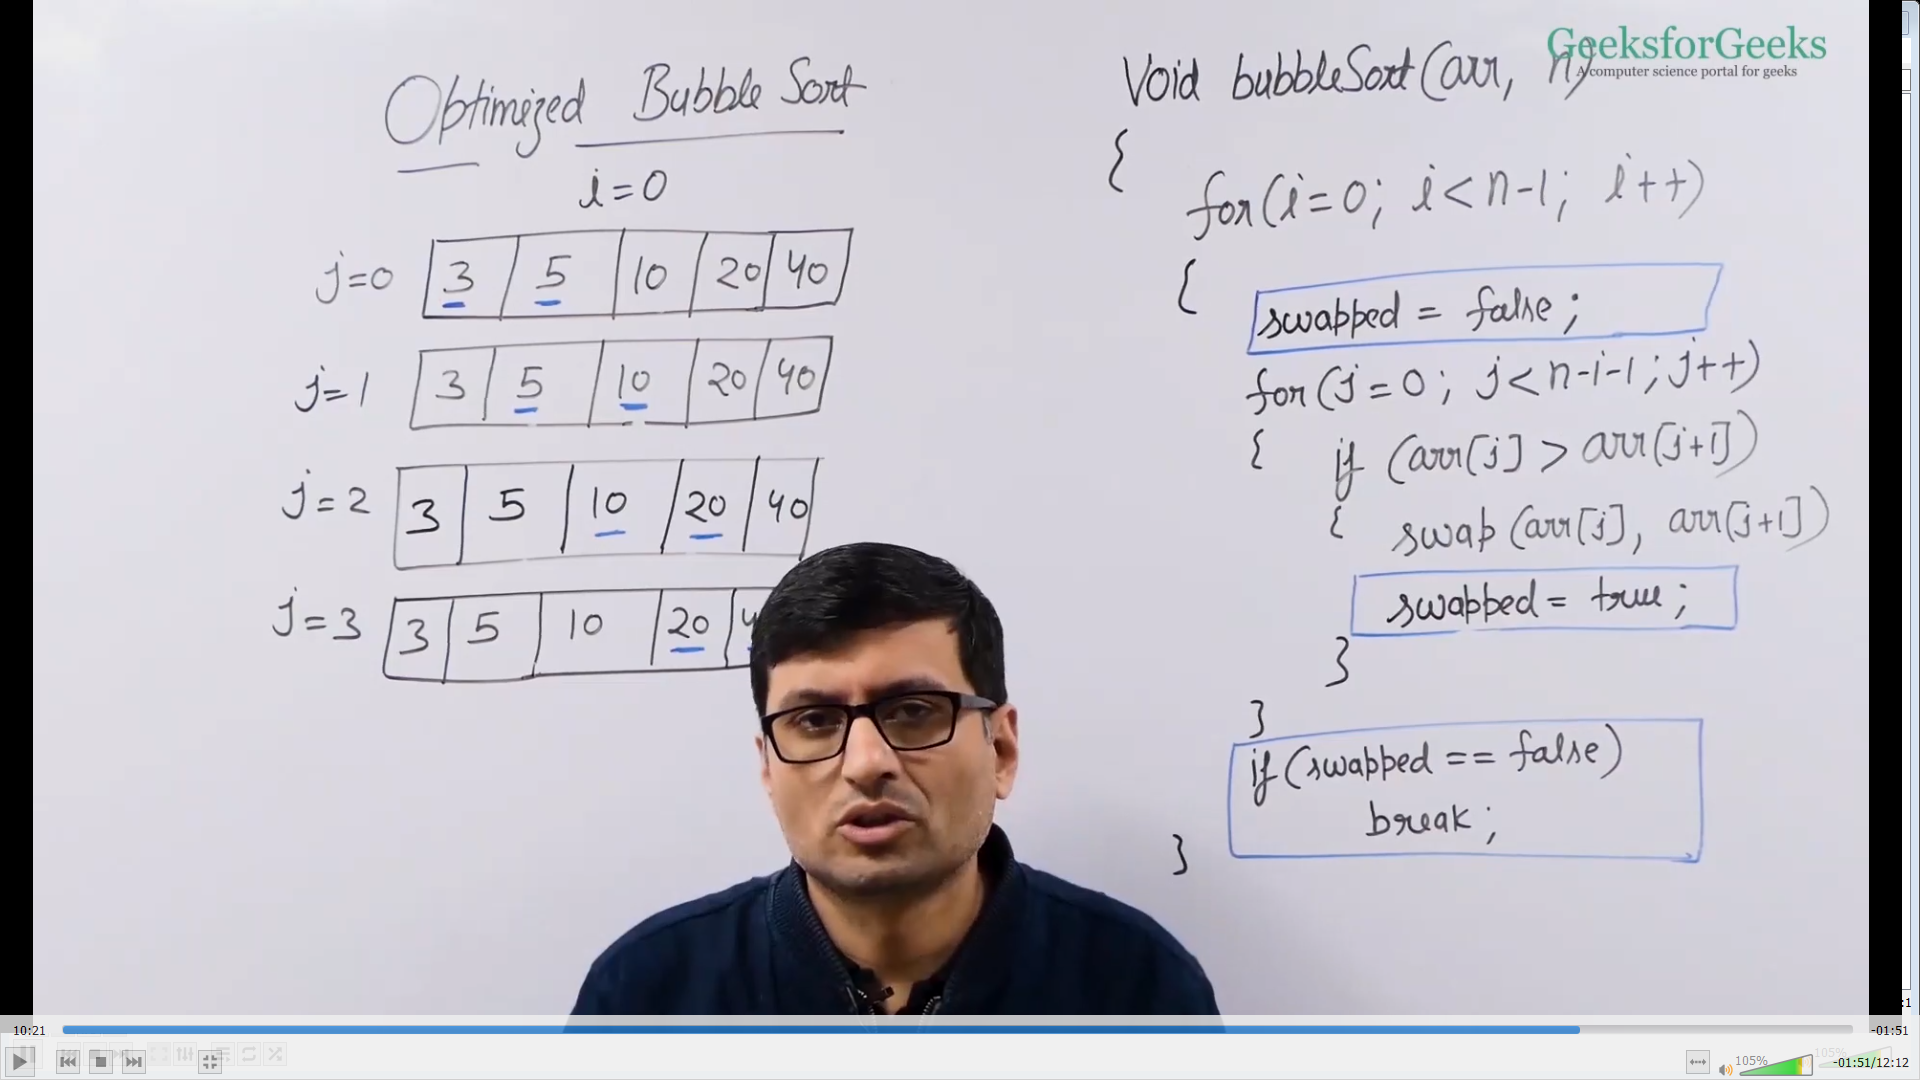 GeeksforGeeks
A computer science portal for geeks
Optimized Bubble Sort
i=0
j=0 3 5 10 20 40
j=1 3 5 10 20 40
j=2 3 5 10 20 40
j=3 3 5 10 20
Void bubbleSort(arr, n)
{
for(i=0; i<n-1; i++)
{
swapped = false;
for(j=0; j<n-i-1; j++)
{ if (arr[j] > arr[j+1])
{ swap(arr[j], arr[j+1])
swapped = true;
}
}
if(swapped == false)
break;
}
10:21
-01:51
105%
-01:51/12:12